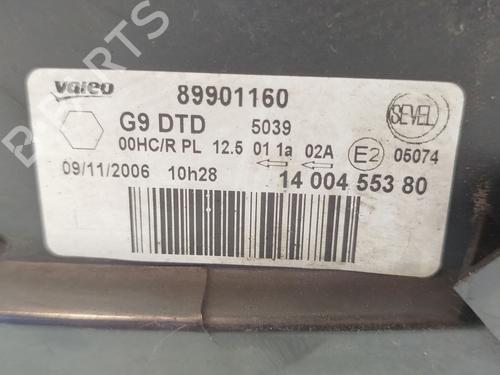 Valeo
89901160
SEVEL
G9 DTD 5039
00HC/R PL 12.5 01 1a 02A E2 05074
09/11/2006 10h28 14 004 553 80
PARTS